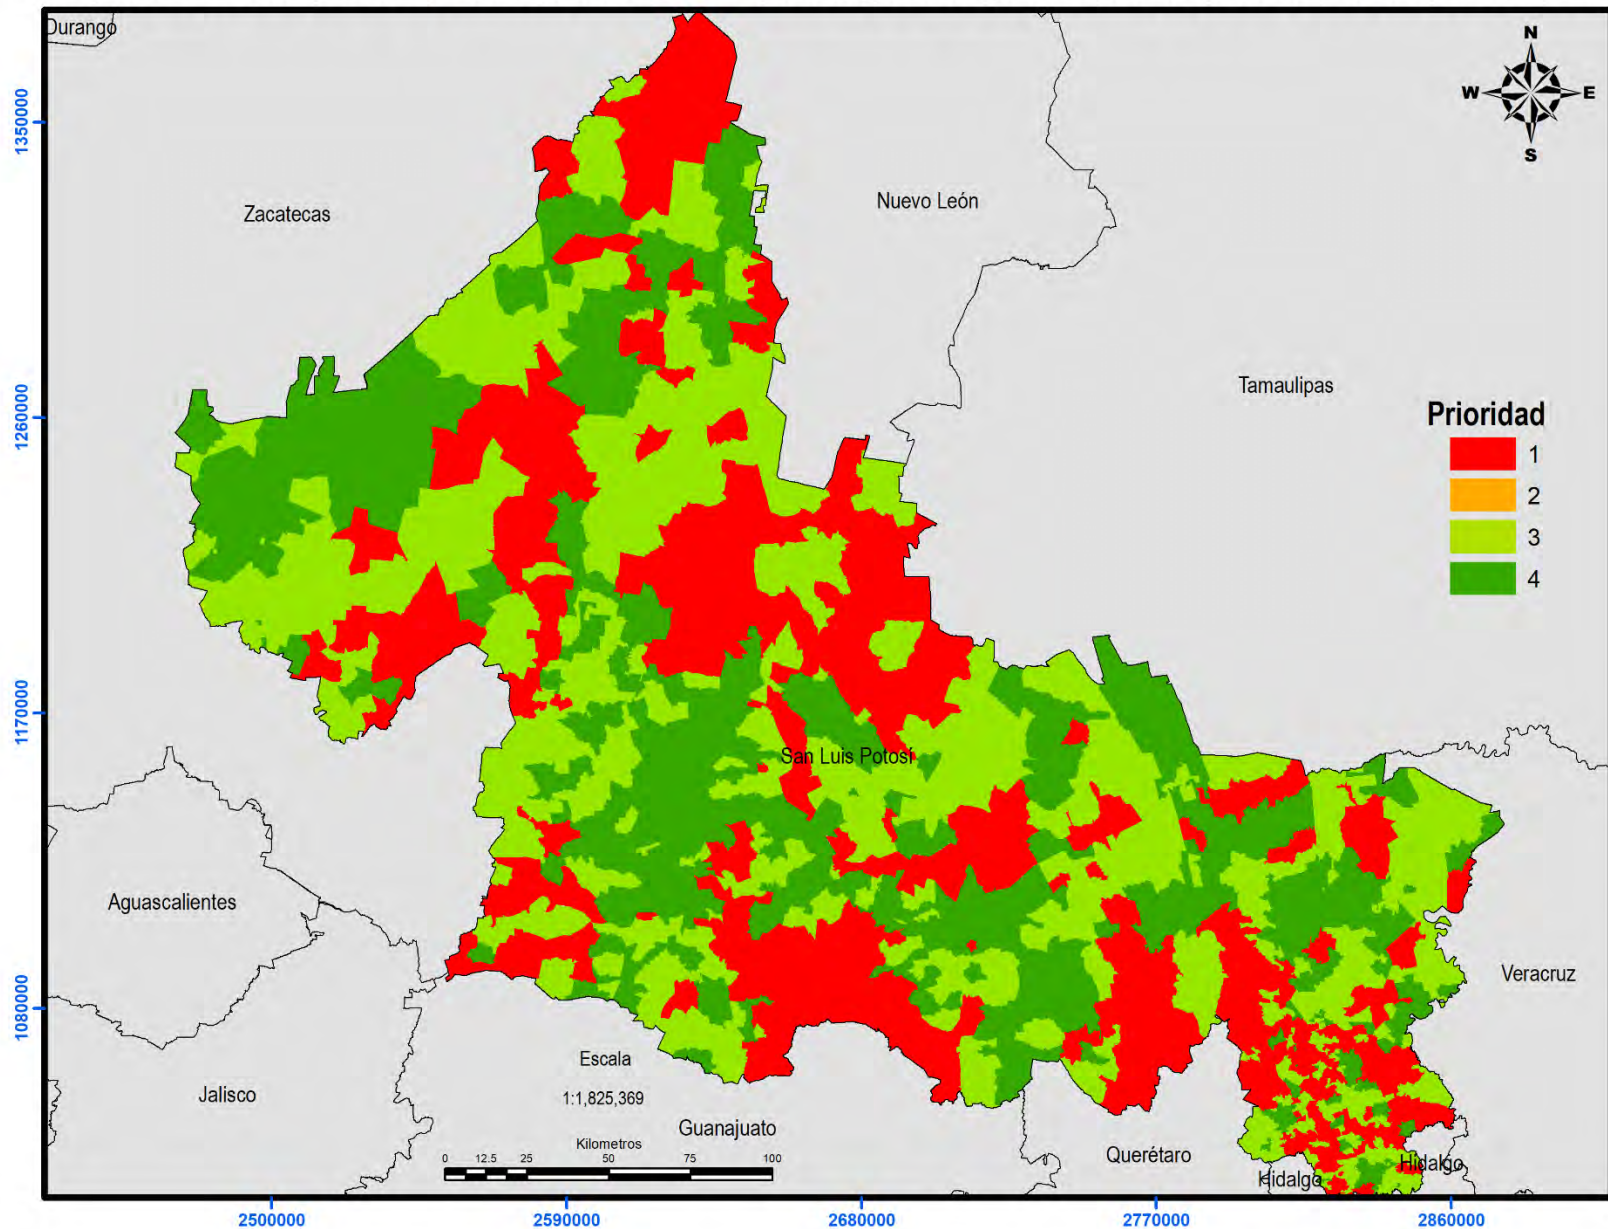 Durango
N
W E
S
1350000
Zacatecas
Nuevo León
Tamaulipas
1260000
Prioridad
1
2
3
4
1170000
San Luis Potosí
Aguascalientes
Veracruz
1080000
Escala
1:1,825,369
Jalisco
Guanajuato
Kilometros
0 12.5 25 50 75 100
Querétaro
Hidalgo
Hidalgo
2500000 2590000 2680000 2770000 2860000